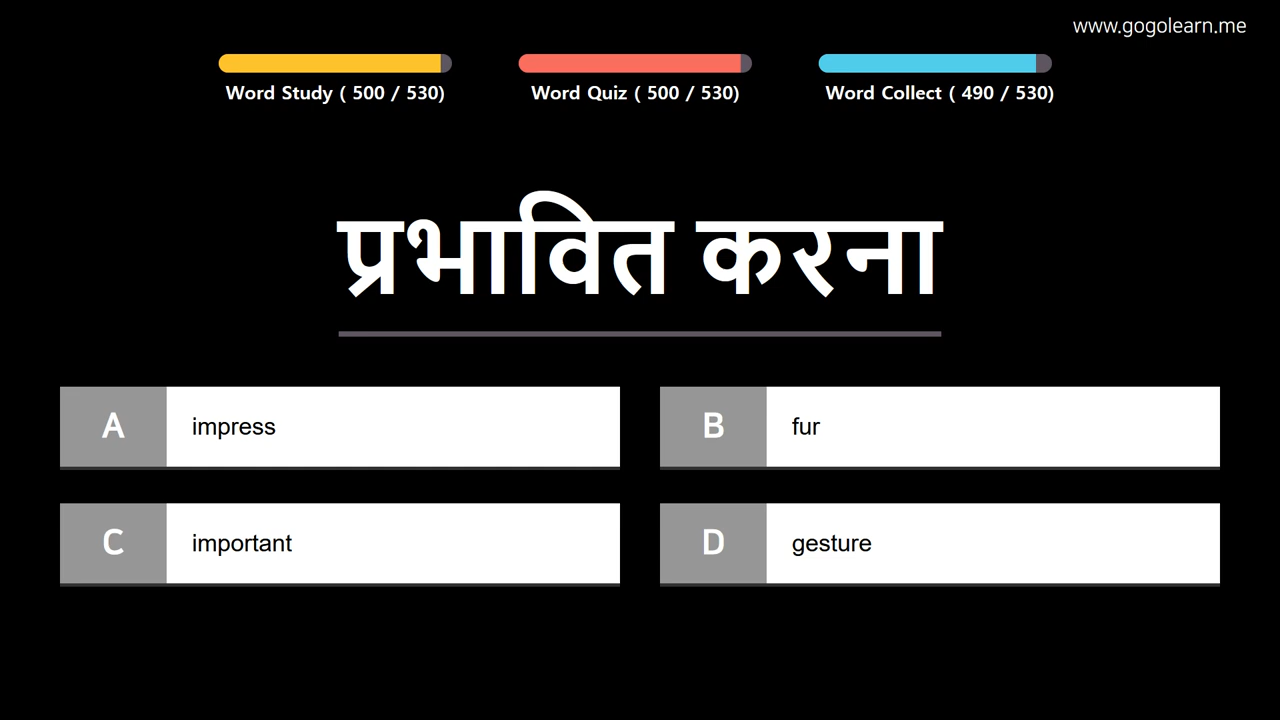 www.gogolearn.me
Word Study ( 500 / 530)
Word Quiz ( 500 / 530)
Word Collect ( 490 / 530)
प्रभावित करना
A impress
B fur
C important
D gesture